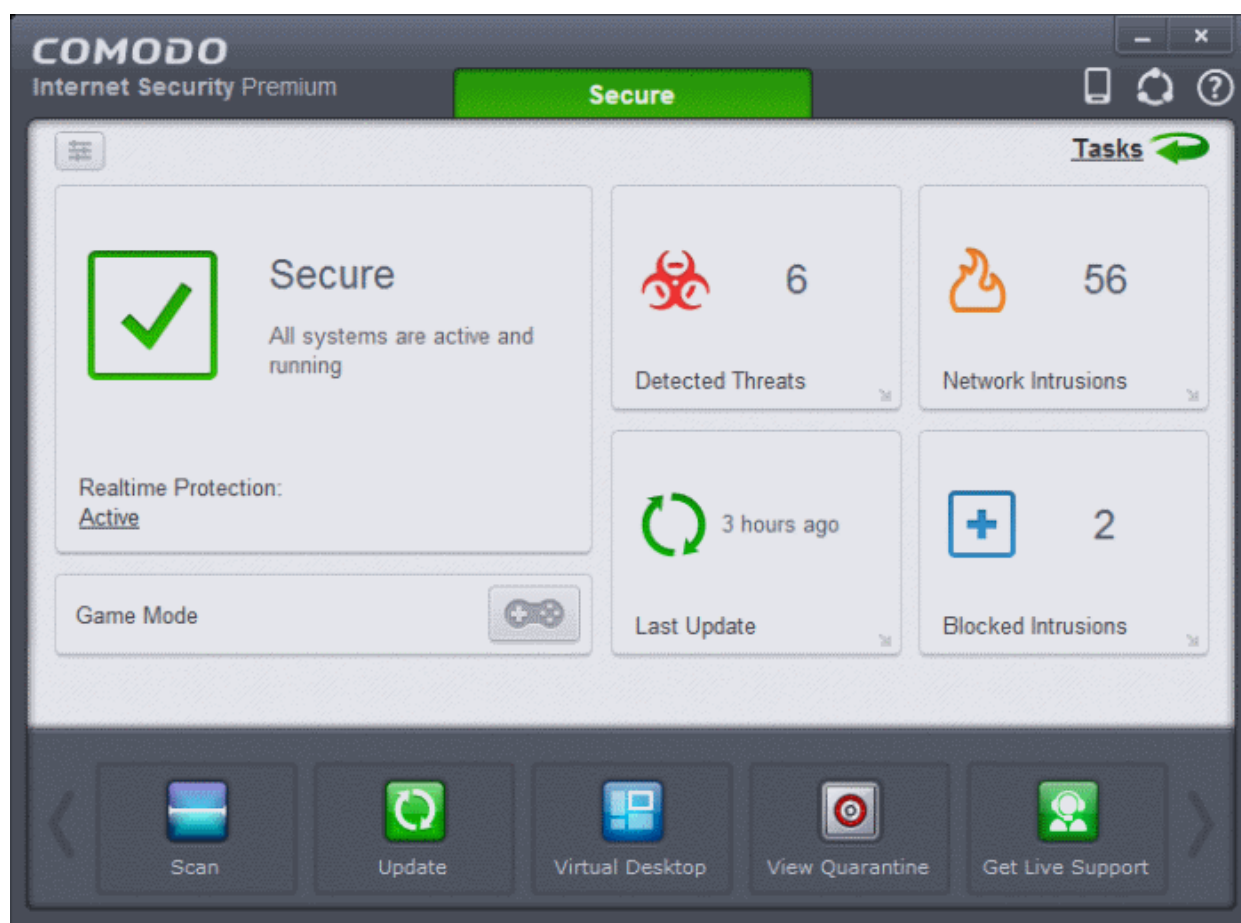 COMODO
Internet Security Premium
Secure
Tasks
Secure
All systems are active and
running
Realtime Protection:
Active
Game Mode
6
Detected Threats
56
Network Intrusions
3 hours ago
Last Update
2
Blocked Intrusions
Scan
Update
Virtual Desktop
View Quarantine
Get Live Support